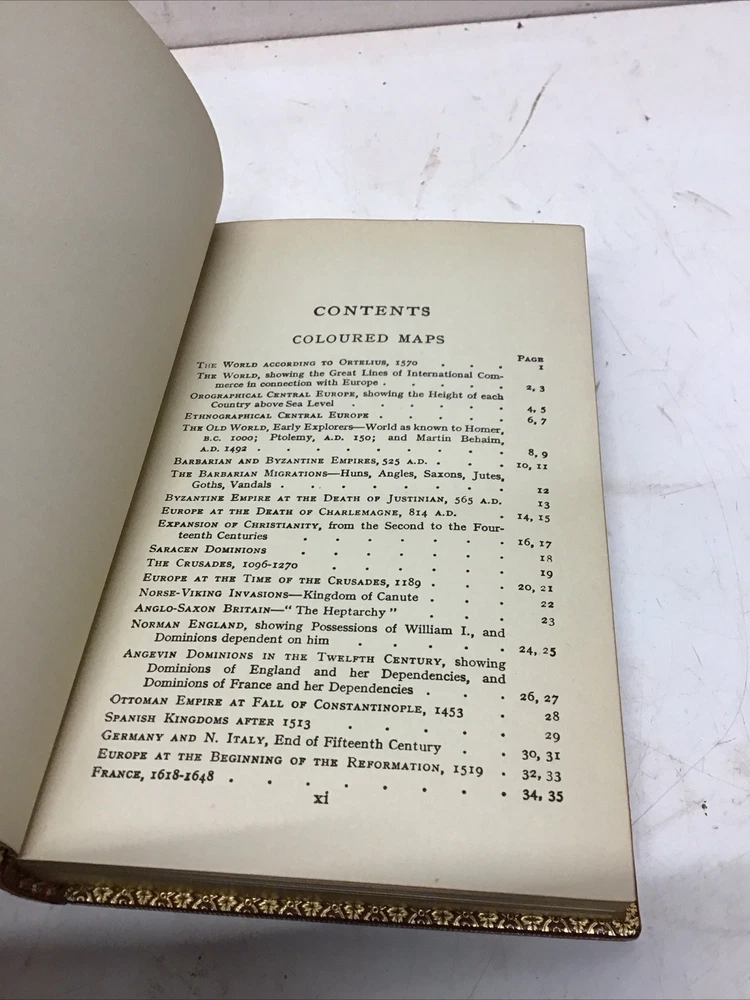 CONTENTS
COLOURED MAPS
PAGE
THE WORLD ACCORDING TO ORTELIUS, 1570 . . . 1
THE WORLD, showing the Great Lines of International Com-
merce in connection with Europe . . . . . 2, 3
OROGRAPHICAL CENTRAL EUROPE, showing the Height of each
Country above Sea Level . . . . . . 4, 5
ETHNOGRAPHICAL CENTRAL EUROPE . . . . . 6, 7
THE OLD WORLD, Early Explorers—World as known to Homer,
B.C. 1000; Ptolemy, A.D. 150; and Martin Behaim,
A.D. 1492 . . . . . . . . 8, 9
BARBARIAN AND BYZANTINE EMPIRES, 525 A.D. . . . 10, 11
THE BARBARIAN MIGRATIONS—Huns, Angles, Saxons, Jutes,
Goths, Vandals . . . . . . . 12
BYZANTINE EMPIRE AT THE DEATH OF JUSTINIAN, 565 A.D. 13
EUROPE AT THE DEATH OF CHARLEMAGNE, 814 A.D. . 14, 15
EXPANSION OF CHRISTIANITY, from the Second to the Four-
teenth Centuries . . . . . . . 16, 17
SARACEN DOMINIONS . . . . . . . 18
THE CRUSADES, 1096-1270 . . . . . . 19
EUROPE AT THE TIME OF THE CRUSADES, 1189 . . . 20, 21
NORSE-VIKING INVASIONS—Kingdom of Canute . . . 22
ANGLO-SAXON BRITAIN—"The Heptarchy" . . . 23
NORMAN ENGLAND, showing Possessions of William I., and
Dominions dependent on him . . . . . 24, 25
ANGEVIN DOMINIONS IN THE TWELFTH CENTURY, showing
Dominions of England and her Dependencies, and
Dominions of France and her Dependencies . . . 26, 27
OTTOMAN EMPIRE AT FALL OF CONSTANTINOPLE, 1453 . 28
SPANISH KINGDOMS AFTER 1513 . . . . . 29
GERMANY AND N. ITALY, End of Fifteenth Century . . 30, 31
EUROPE AT THE BEGINNING OF THE REFORMATION, 1519 . 32, 33
FRANCE, 1618-1648 . . . . . . . . 34, 35
xi